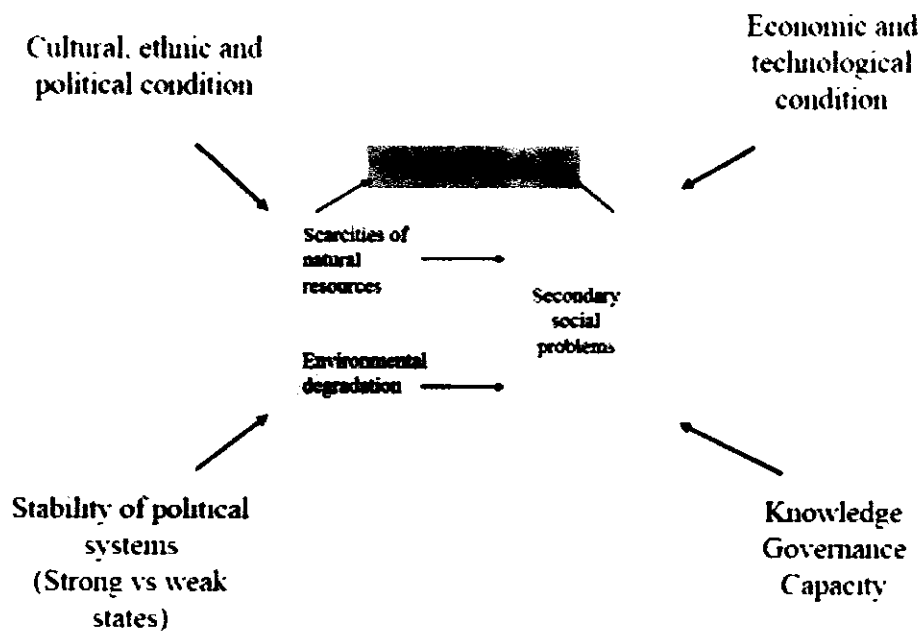 Cultural, ethnic and
political condition
Economic and
technological
condition
Scarcities of
natural
resources
Secondary
social
problems
Environmental
degradation
Stability of political
systems
(Strong vs weak
states)
Knowledge
Governance
Capacity